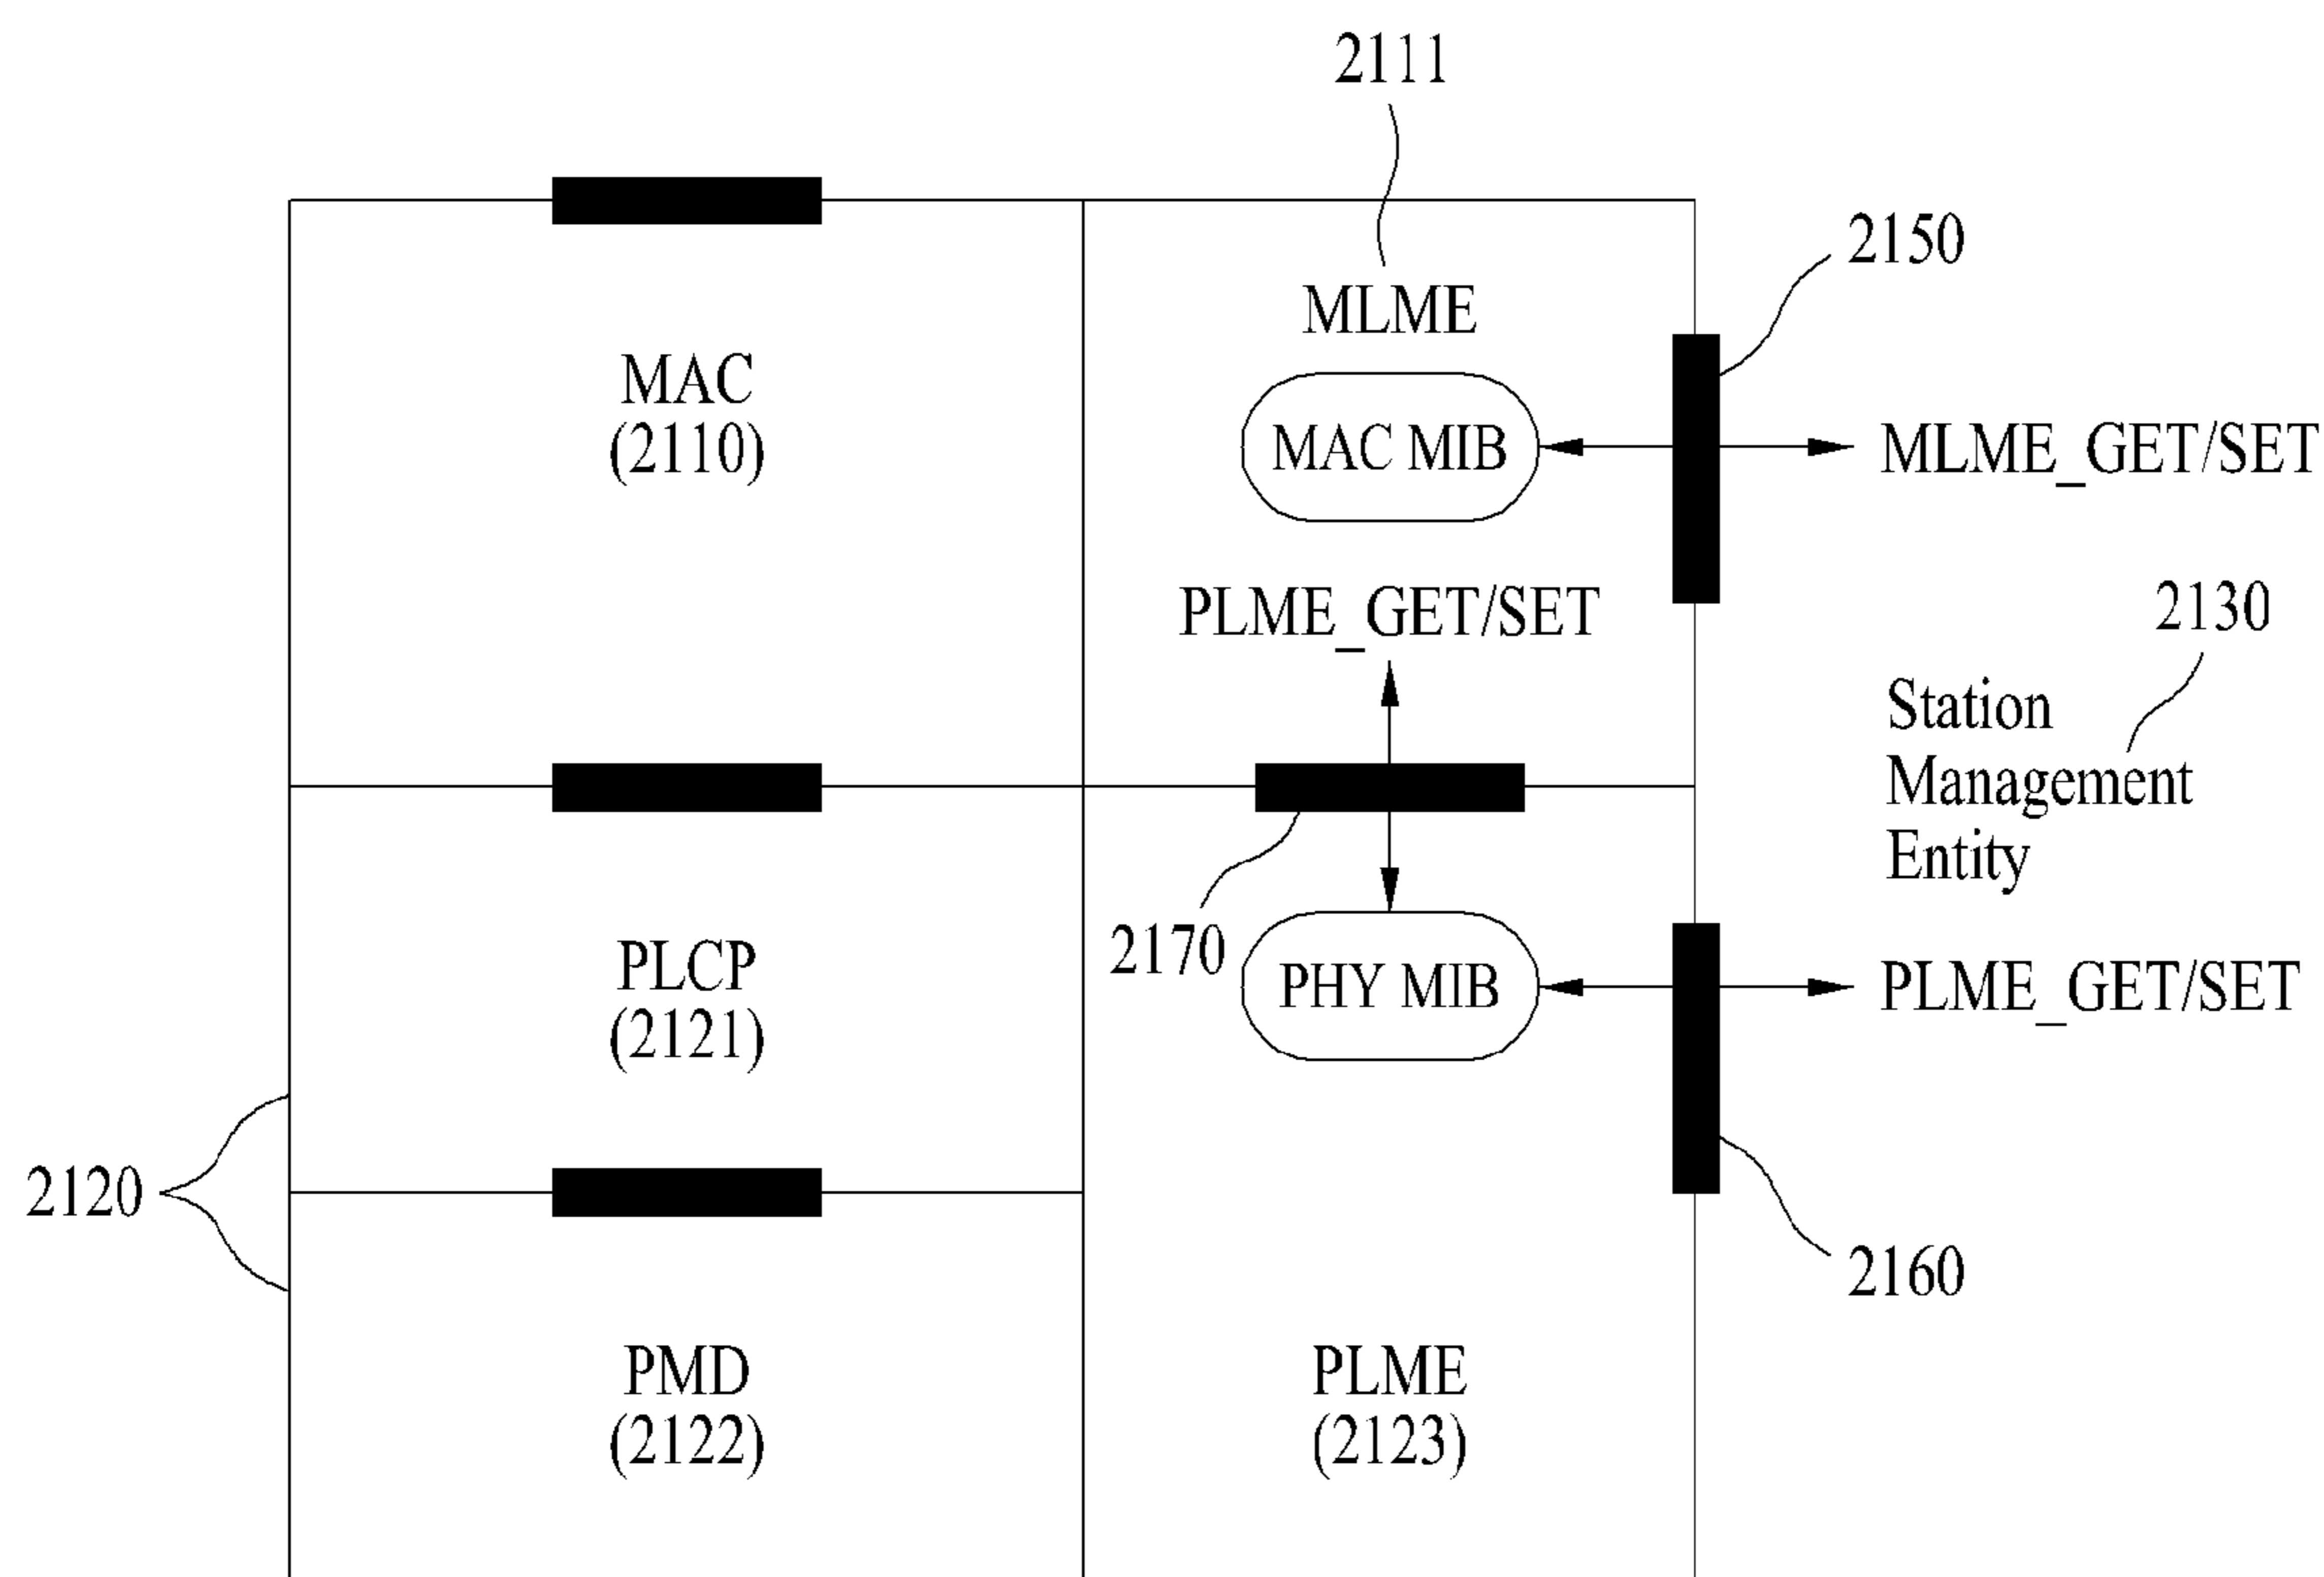 2111
2150
MLME
MAC
(2110)
MAC MIB
MLME_GET/SET
PLME_GET/SET
2130
Station
Management
Entity
2170
PLCP
(2121)
PHY MIB
PLME_GET/SET
2120
2160
PMD
(2122)
PLME
(2123)